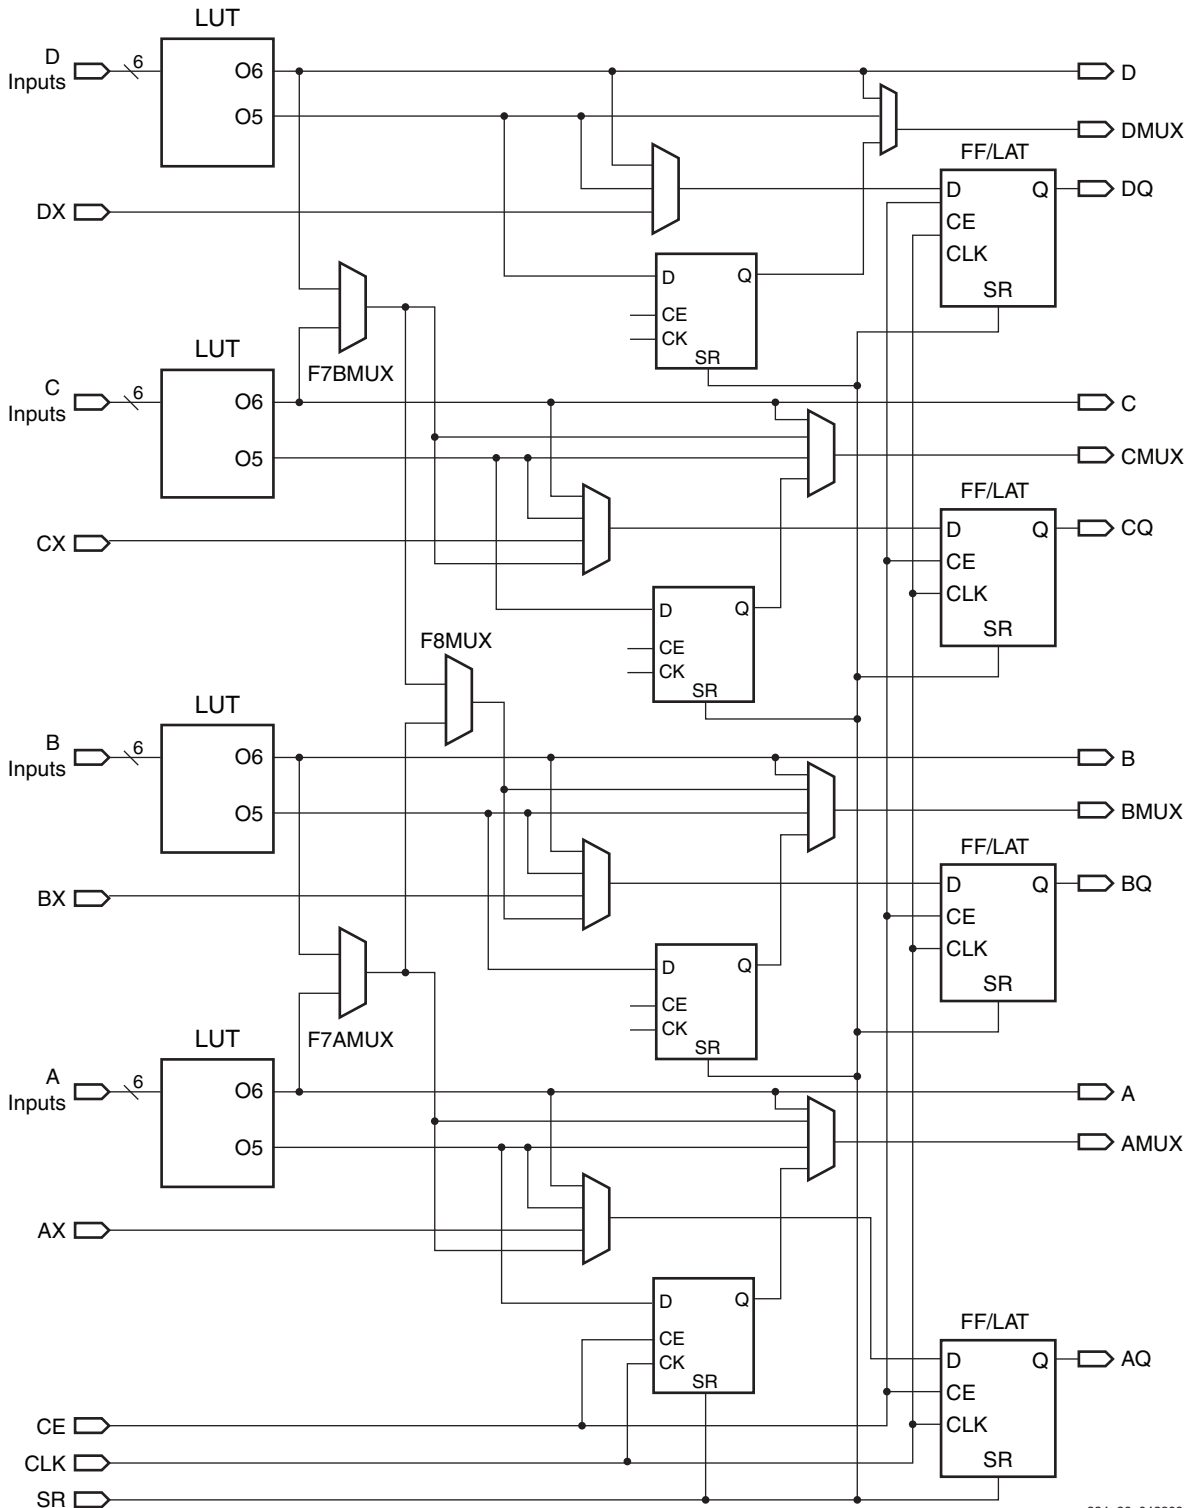 LUT
D
Inputs
6
O6
O5
D
DMUX
FF/LAT
D
Q
DQ
CE
CLK
SR
DX
D
Q
CE
CK
SR
F7BMUX
LUT
C
Inputs
6
O6
O5
C
CMUX
FF/LAT
D
Q
CQ
CE
CLK
SR
CX
D
Q
CE
CK
SR
F8MUX
LUT
B
Inputs
6
O6
O5
B
BMUX
FF/LAT
D
Q
BQ
CE
CLK
SR
BX
D
Q
CE
CK
SR
F7AMUX
LUT
A
Inputs
6
O6
O5
A
AMUX
AX
D
Q
CE
CK
SR
FF/LAT
D
Q
AQ
CE
CLK
SR
CE
CLK
SR